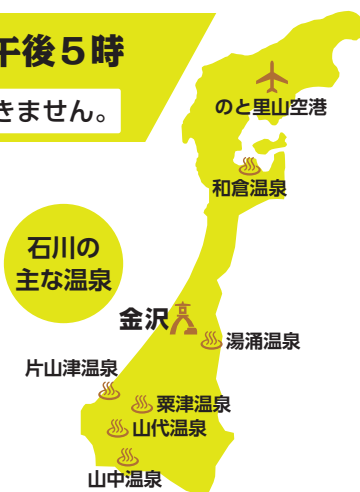 午後5時
きません。
のと里山空港
和倉温泉
石川の
主な温泉
金沢
湯涌温泉
片山津温泉
粟津温泉
山代温泉
山中温泉